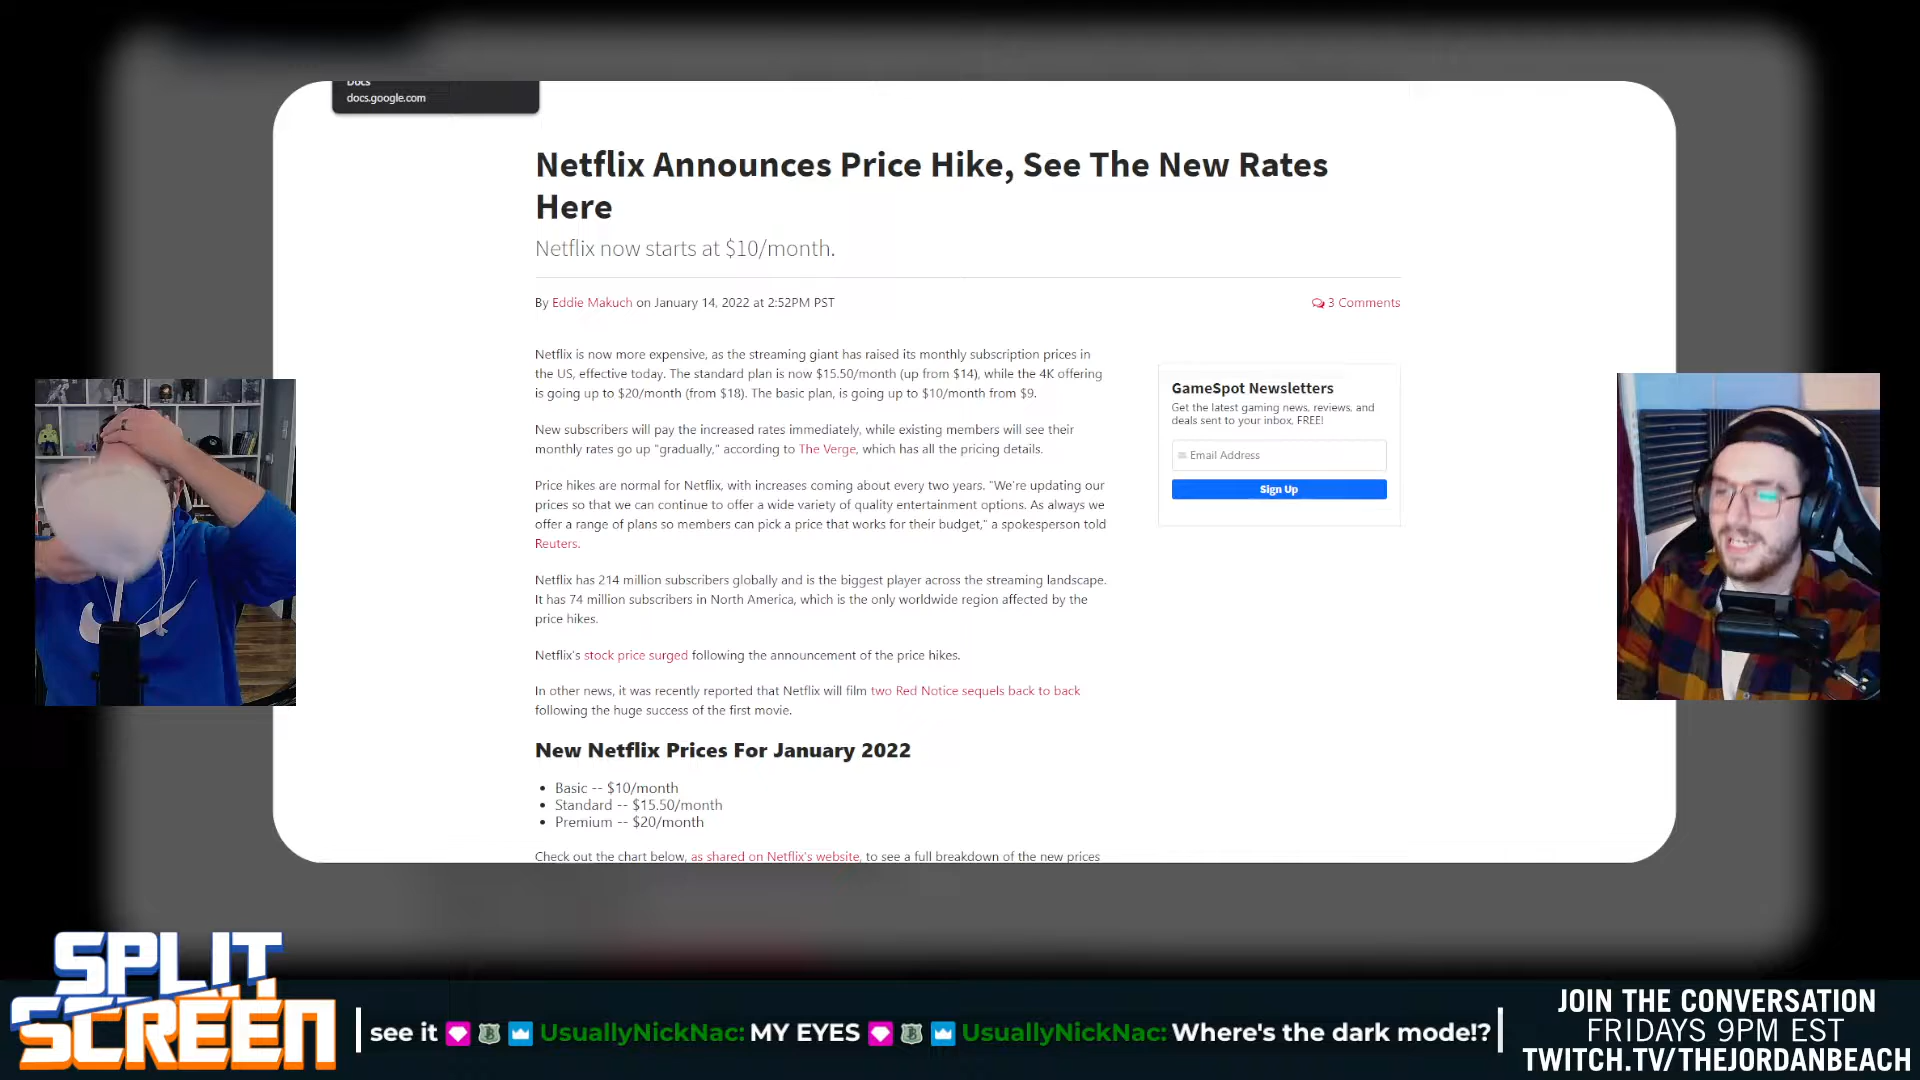 Docs
docs.google.com
Netflix Announces Price Hike, See The New Rates
Here
Netflix now starts at $10/month.
By Eddie Makuch on January 14, 2022 at 2:52PM PST
3 Comments
Netflix is now more expensive, as the streaming giant has raised its monthly subscription prices in
the US, effective today. The standard plan is now $15.50/month (up from $14), while the 4K offering
is going up to $20/month (from $18). The basic plan, is going up to $10/month from $9.
New subscribers will pay the increased rates immediately, while existing members will see their
monthly rates go up "gradually," according to The Verge, which has all the pricing details.
Price hikes are normal for Netflix, with increases coming about every two years. "We're updating our
prices so that we can continue to offer a wide variety of quality entertainment options. As always we
offer a range of plans so members can pick a price that works for their budget," a spokesperson told
Reuters.
Netflix has 214 million subscribers globally and is the biggest player across the streaming landscape.
It has 74 million subscribers in North America, which is the only worldwide region affected by the
price hikes.
Netflix's stock price surged following the announcement of the price hikes.
In other news, it was recently reported that Netflix will film two Red Notice sequels back to back
following the huge success of the first movie.
New Netflix Prices For January 2022
• Basic -- $10/month
• Standard -- $15.50/month
• Premium -- $20/month
Check out the chart below, as shared on Netflix's website, to see a full breakdown of the new prices
GameSpot Newsletters
Get the latest gaming news, reviews, and
deals sent to your inbox, FREE!
Email Address
Sign Up
SPLIT
SCREEN
see it UsuallyNickNac: MY EYES UsuallyNickNac: Where's the dark mode!?
JOIN THE CONVERSATION
FRIDAYS 9PM EST
TWITCH.TV/THEJORDANBEACH